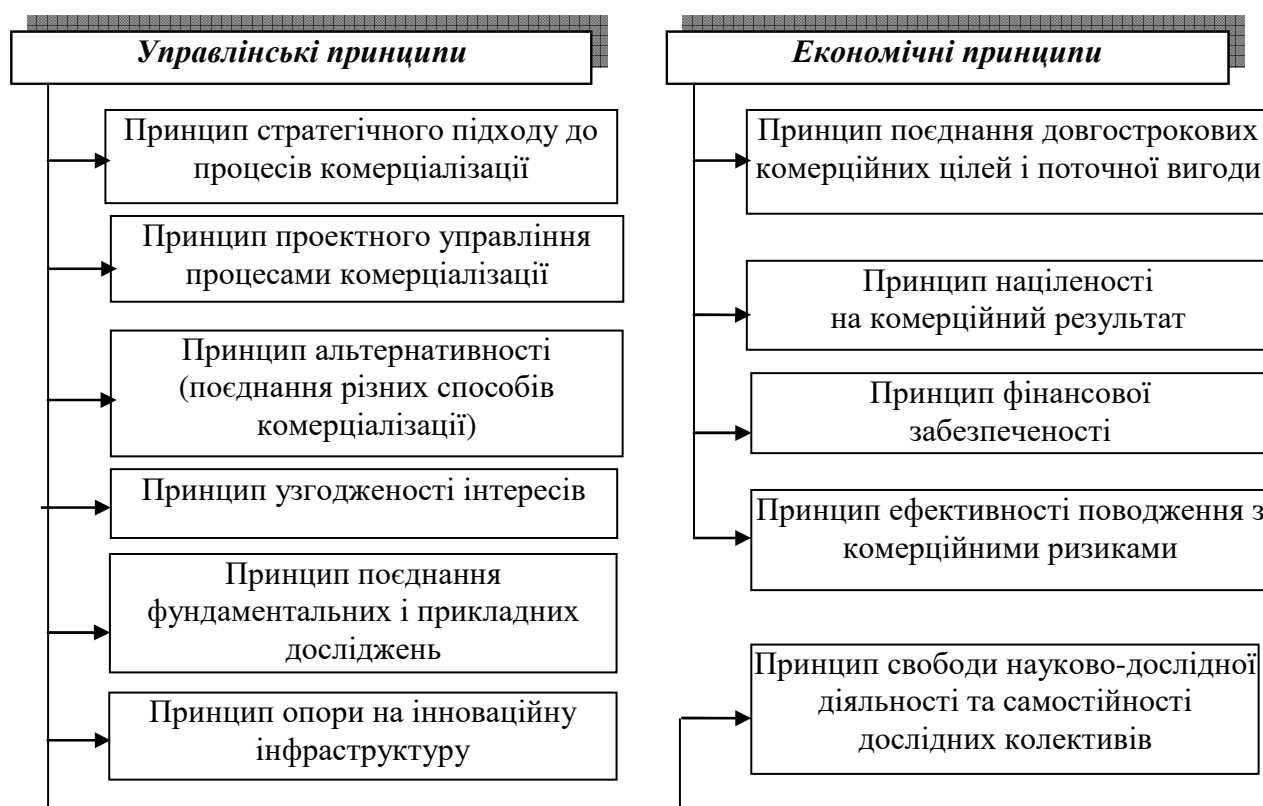 Управлінські принципи
Принцип стратегічного підходу до
процесів комерціалізації
Принцип проектного управління
процесами комерціалізації
Принцип альтернативності
(поєднання різних способів
комерціалізації)
Принцип узгодженості інтересів
Принцип поєднання
фундаментальних і прикладних
досліджень
Принцип опори на інноваційну
інфраструктуру
Економічні принципи
Принцип поєднання довгострокових
комерційних цілей і поточної вигоди
Принцип націленості
на комерційний результат
Принцип фінансової
забезпеченості
Принцип ефективності поводження з
комерційними ризиками
Принцип свободи науково-дослідної
діяльності та самостійності
дослідних колективів